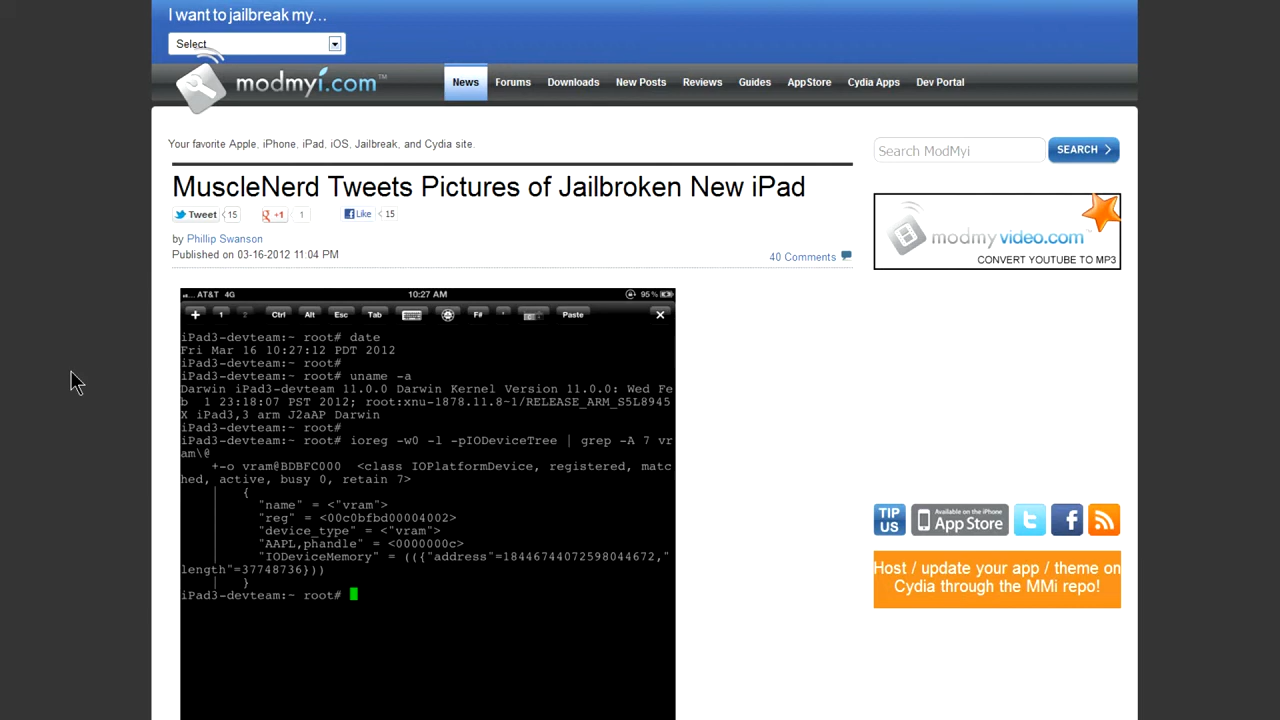 I want to jailbreak my...
Select
modmyi.com™
News Forums Downloads New Posts Reviews Guides AppStore Cydia Apps Dev Portal
Your favorite Apple, iPhone, iPad, iOS, Jailbreak, and Cydia site.
Search ModMyi
SEARCH
MuscleNerd Tweets Pictures of Jailbroken New iPad
Tweet 15 +1 1 Like 15
by Phillip Swanson
Published on 03-16-2012 11:04 PM
40 Comments
modmyvideo.com
CONVERT YOUTUBE TO MP3
AT&T 4G 10:27 AM 95%
+ 1 2 Ctrl Alt Esc Tab F# ' Paste X
iPad3-devteam:~ root# date
Fri Mar 16 10:27:12 PDT 2012
iPad3-devteam:~ root#
iPad3-devteam:~ root# uname -a
Darwin iPad3-devteam 11.0.0 Darwin Kernel Version 11.0.0: Wed Fe
b  1 23:18:07 PST 2012; root:xnu-1878.11.8~1/RELEASE_ARM_S5L8945
X iPad3,3 arm J2aAP Darwin
iPad3-devteam:~ root#
iPad3-devteam:~ root# ioreg -w0 -l -pIODeviceTree | grep -A 7 vr
am\@
+-o vram@BDBFC000  <class IOPlatformDevice, registered, matc
hed, active, busy 0, retain 7>
| {
| "name" = <"vram">
| "reg" = <00c0bfbd00004002>
| "device_type" = <"vram">
| "AAPL,phandle" = <0000000c>
| "IODeviceMemory" = ((({"address"=18446744072598044672,"
length"=37748736}))
| }
iPad3-devteam:~ root#
TIP
US
Available on the iPhone
App Store
Host / update your app / theme on
Cydia through the MMi repo!